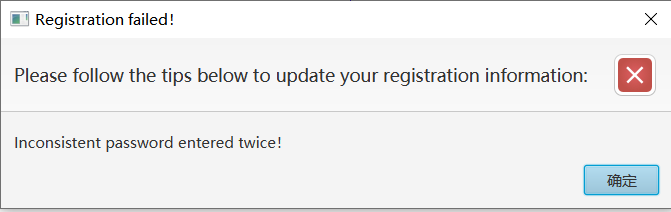 Registration failed!
Please follow the tips below to update your registration information:
Inconsistent password entered twice!
确定